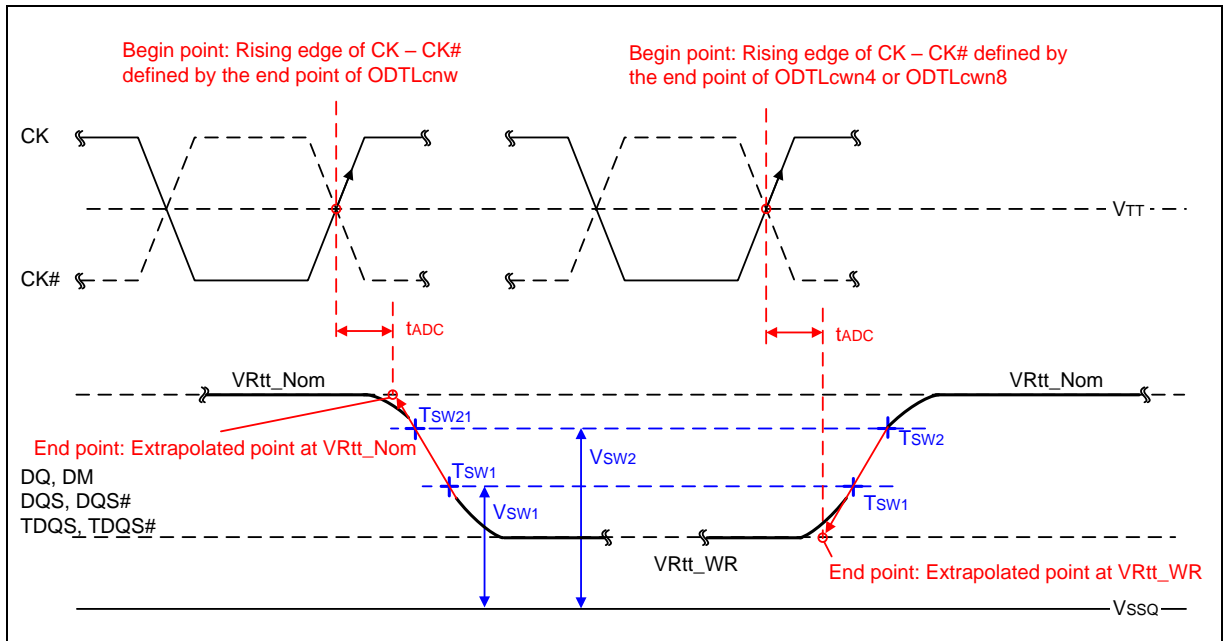 Begin point: Rising edge of CK – CK#
defined by the end point of ODTLcnw
Begin point: Rising edge of CK – CK# defined by
the end point of ODTLcwn4 or ODTLcwn8
CK
VTT
CK#
tADC
tADC
VRtt_Nom
VRtt_Nom
TSW21
TSW2
End point: Extrapolated point at VRtt_Nom
VSW2
DQ, DM
DQS, DQS#
TDQS, TDQS#
TSW1
TSW1
VSW1
VRtt_WR
End point: Extrapolated point at VRtt_WR
VSSQ